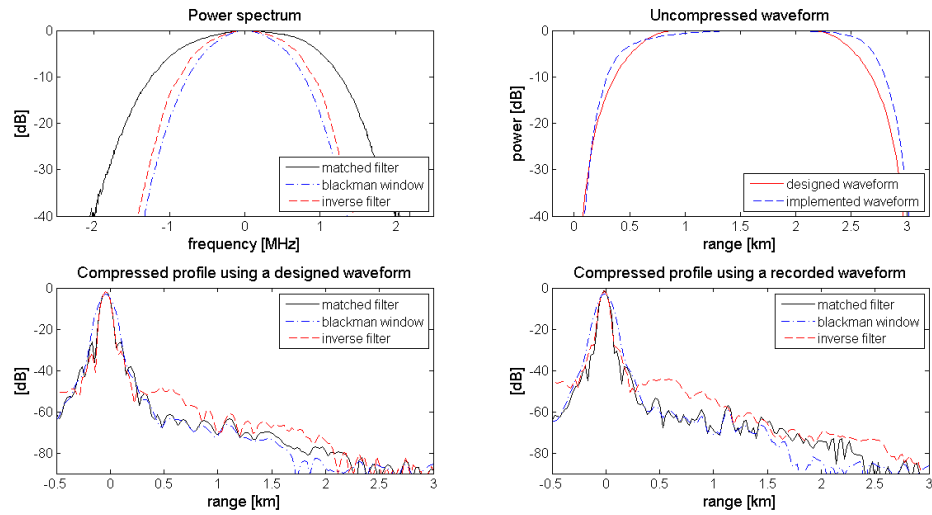 Power spectrum
[dB]
0
-10
-20
-30
-40
-2
-1
0
1
2
frequency [MHz]
matched filter
blackman window
inverse filter
Uncompressed waveform
power [dB]
0
-10
-20
-30
-40
0
0.5
1
1.5
2
2.5
3
range [km]
designed waveform
implemented waveform
Compressed profile using a designed waveform
[dB]
0
-20
-40
-60
-80
-0.5
0
0.5
1
1.5
2
2.5
3
range [km]
matched filter
blackman window
inverse filter
Compressed profile using a recorded waveform
[dB]
0
-20
-40
-60
-80
-0.5
0
0.5
1
1.5
2
2.5
3
range [km]
matched filter
blackman window
inverse filter